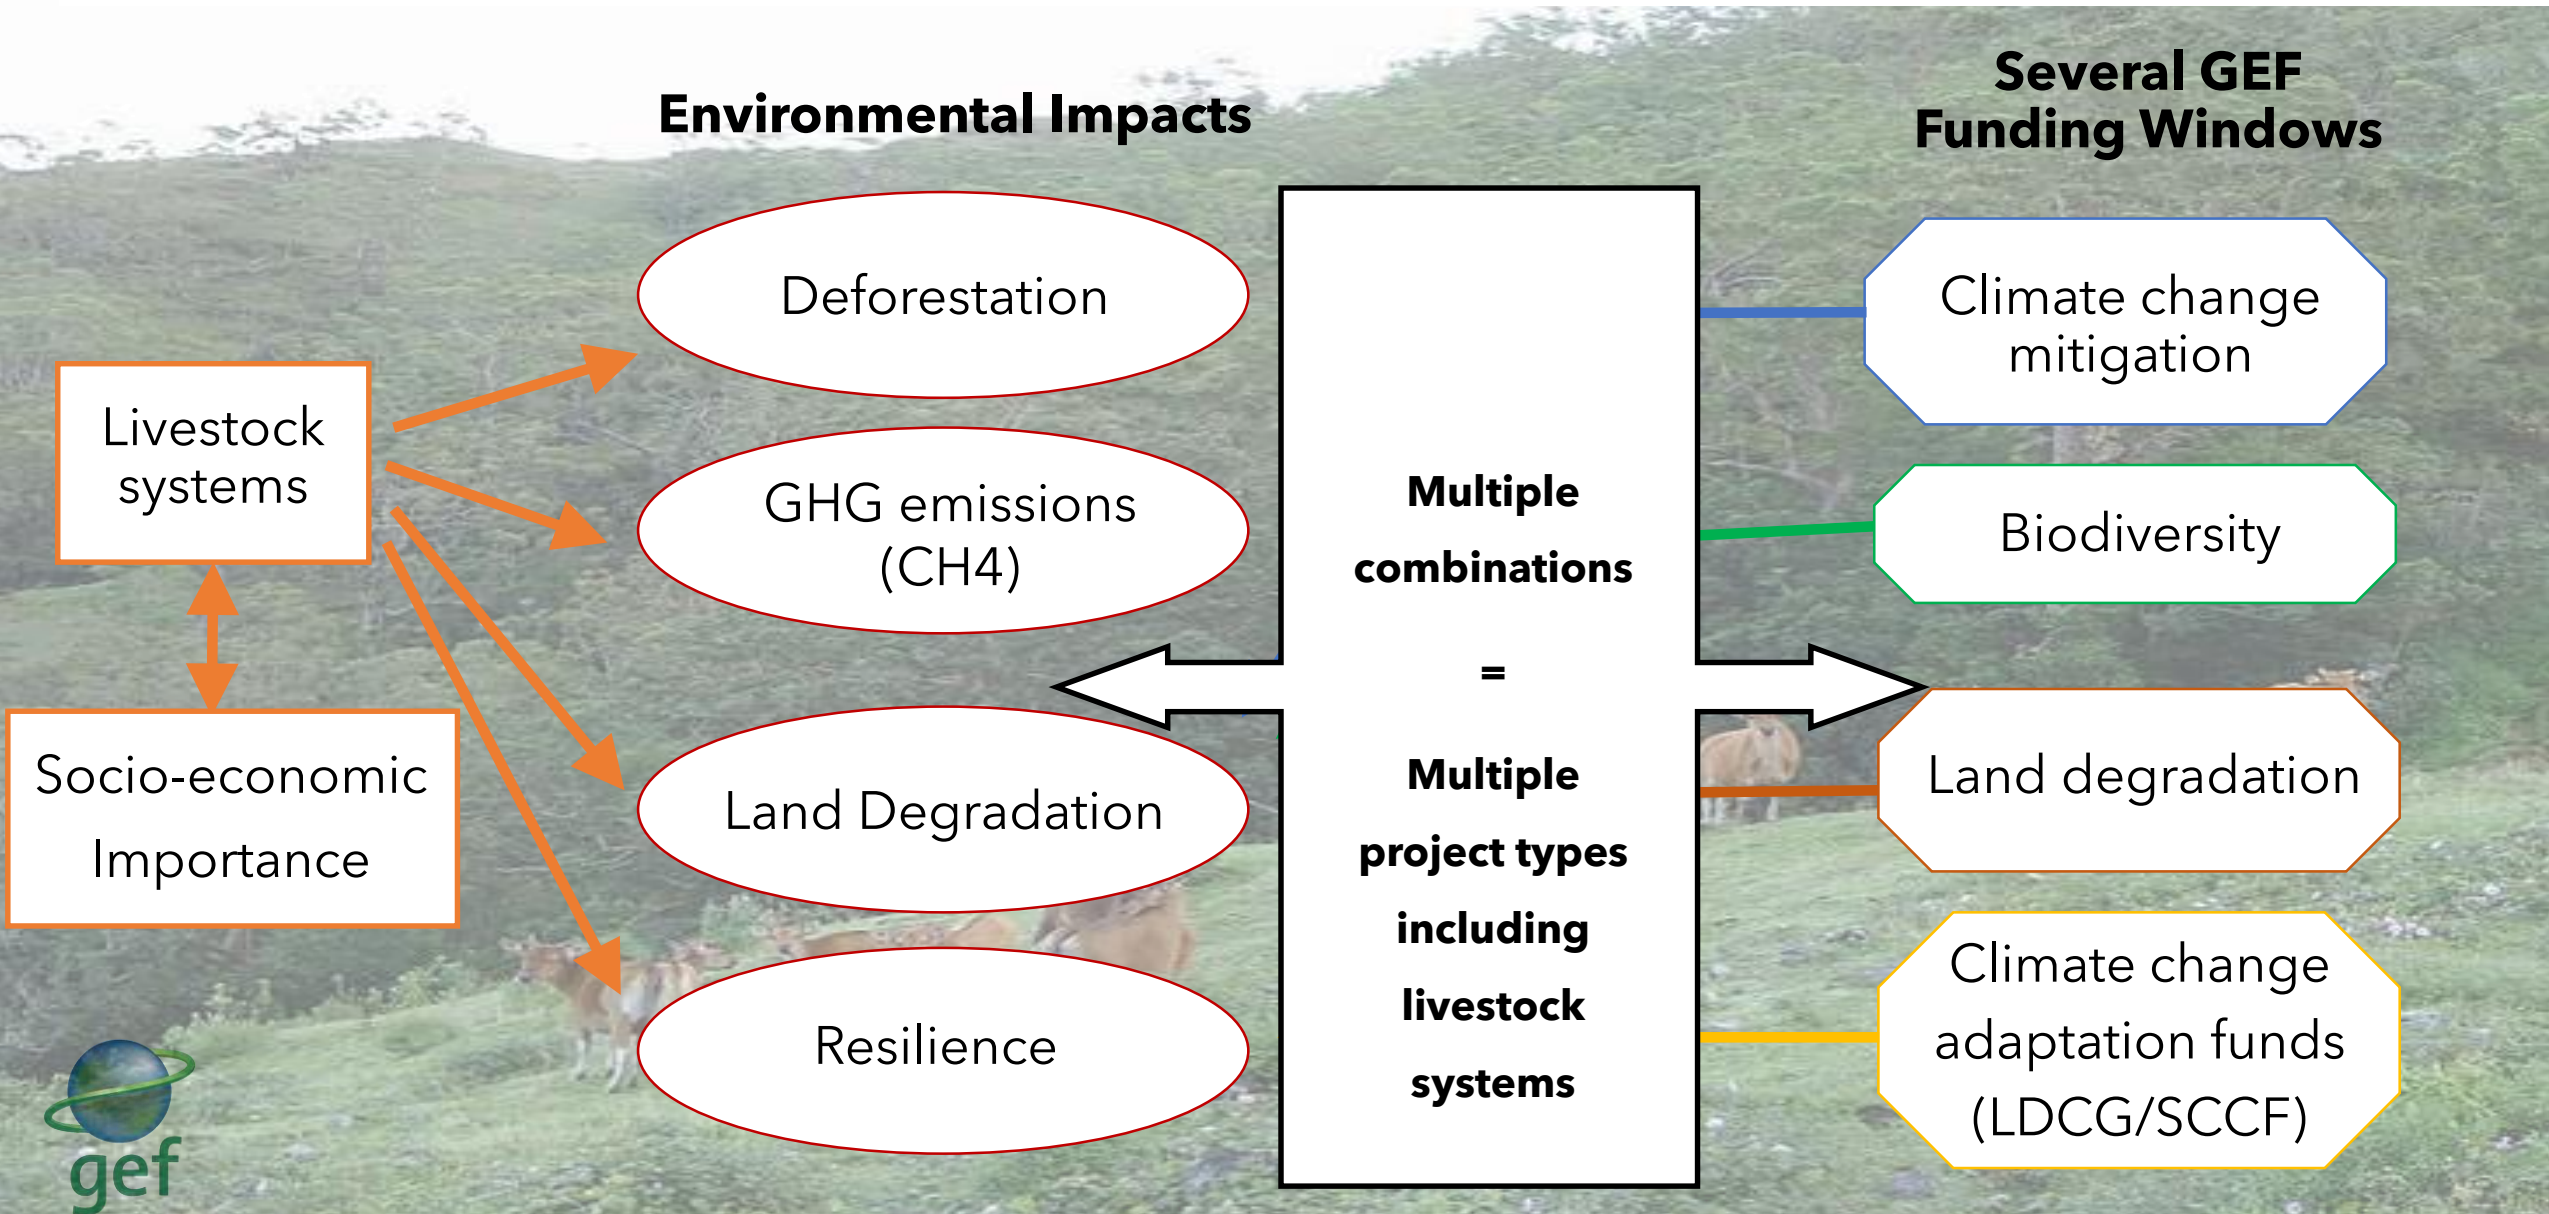 Environmental Impacts
Several GEF
Funding Windows
Livestock
systems
Socio-economic
Importance
Deforestation
GHG emissions
(CH4)
Land Degradation
Resilience
Multiple
combinations
=
Multiple
project types
including
livestock
systems
Climate change
mitigation
Biodiversity
Land degradation
Climate change
adaptation funds
(LDCG/SCCF)
gef